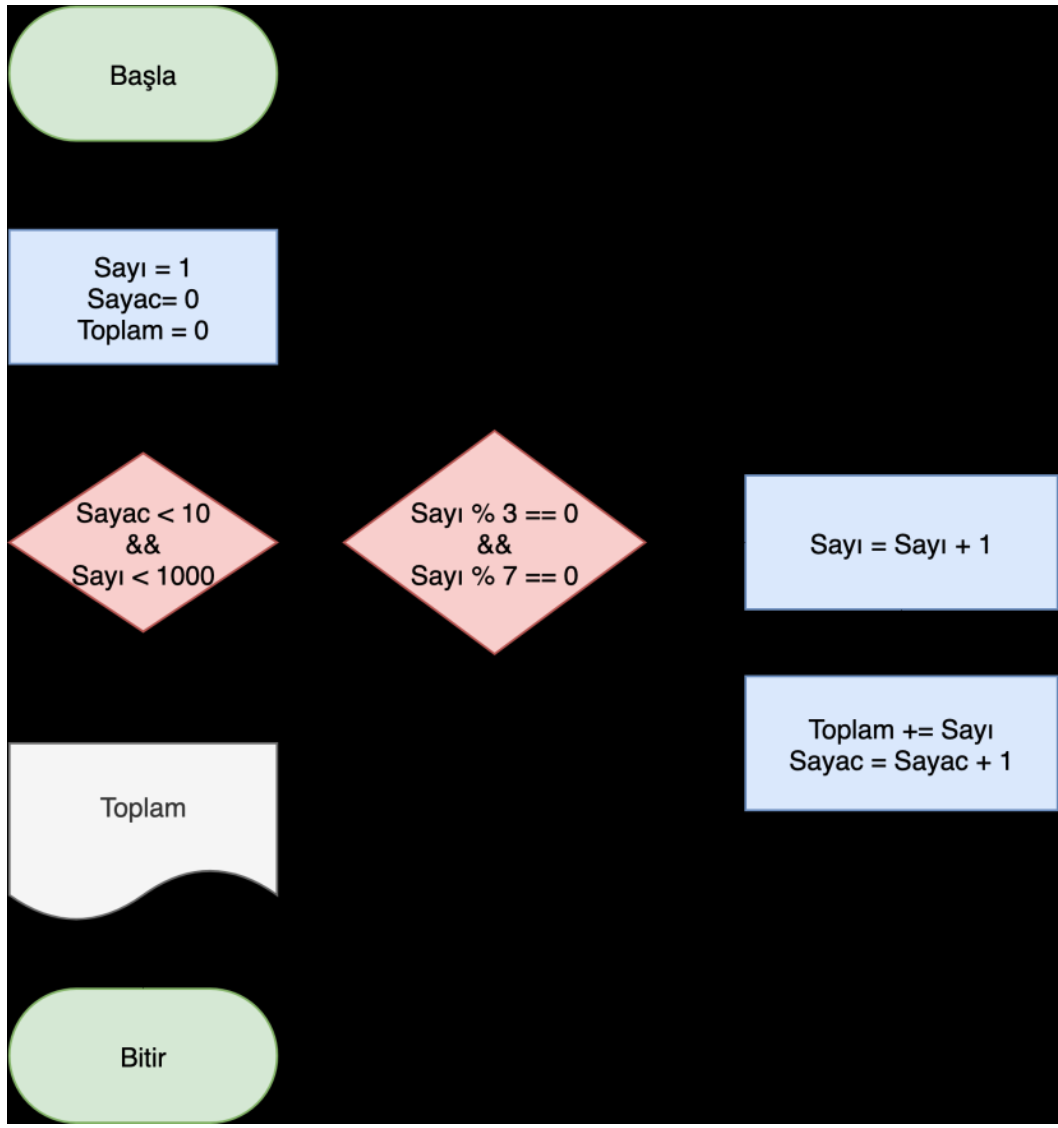 Başla
Sayı = 1
Sayac= 0
Toplam = 0
Sayac < 10
&&
Sayı < 1000
Sayı % 3 == 0
&&
Sayı % 7 == 0
Sayı = Sayı + 1
Toplam += Sayı
Sayac = Sayac + 1
Toplam
Bitir